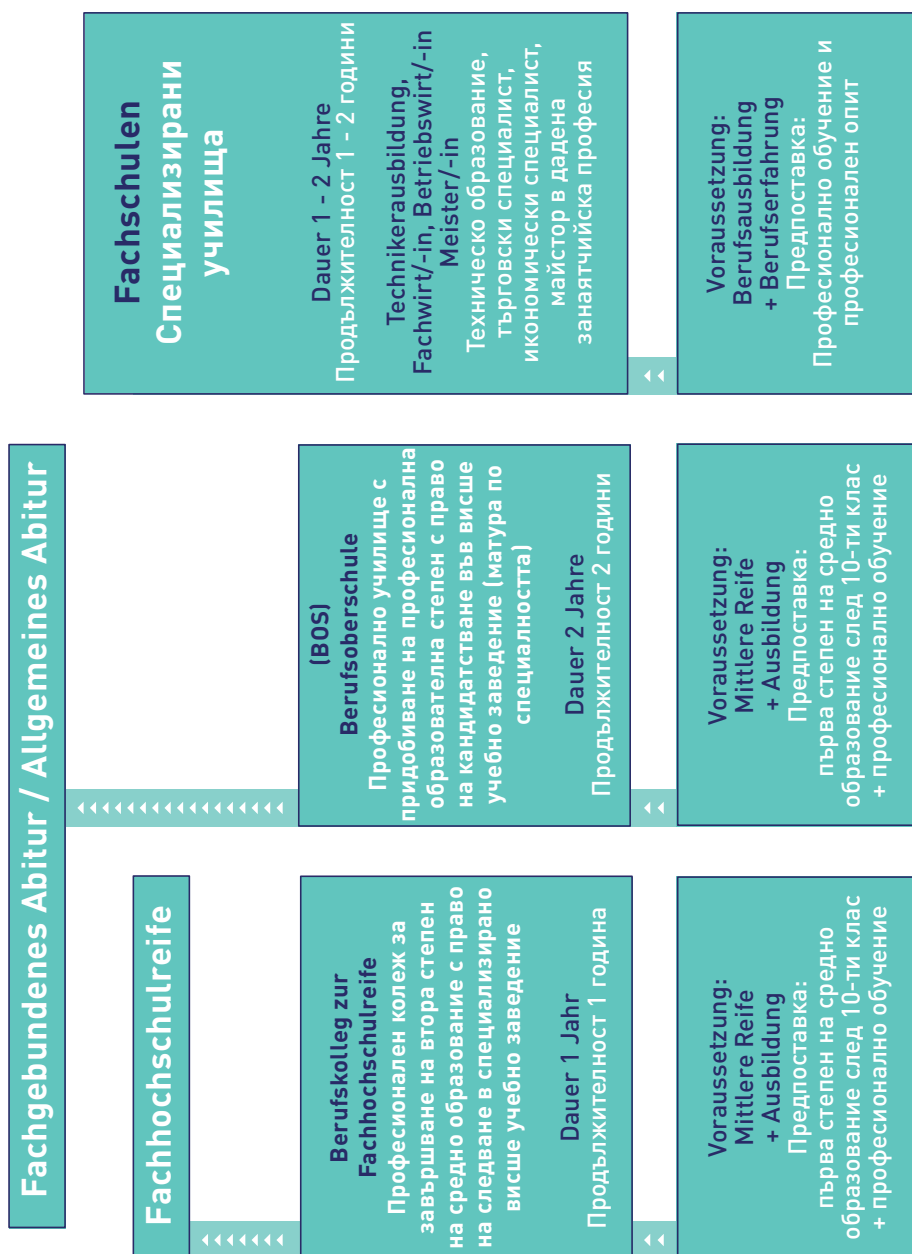 Fachgebundenes Abitur / Allgemeines Abitur
Fachhochschulreife
Berufskolleg zur
Fachhochschulreife
Професионален колеж за
завършване на втора степен
на средно образование с право
на следване в специализирано
висше учебно заведение
Dauer 1 Jahr
Продължителност 1 година
Voraussetzung:
Mittlere Reife
+ Ausbildung
Предпоставка:
първа степен на средно
образование след 10-ти клас
+ професионално обучение
(BOS)
Berufsoberschule
Професионално училище с
придобиване на професионална
образователна степен с право
на кандидатстване във висше
учебно заведение (матура по
специалността)
Dauer 2 Jahre
Продължителност 2 години
Voraussetzung:
Mittlere Reife
+ Ausbildung
Предпоставка:
първа степен на средно
образование след 10-ти клас
+ професионално обучение
Fachschulen
Специализирани
училища
Dauer 1 - 2 Jahre
Продължителност 1 - 2 години
Technikerausbildung,
Fachwirt/-in, Betriebswirt/-in
Meister/-in
Техническо образование,
търговски специалист,
икономически специалист,
майстор в дадена
занаятчийска професия
Voraussetzung:
Berufsausbildung
+ Berufserfahrung
Предпоставка:
Професионално обучение и
професионален опит